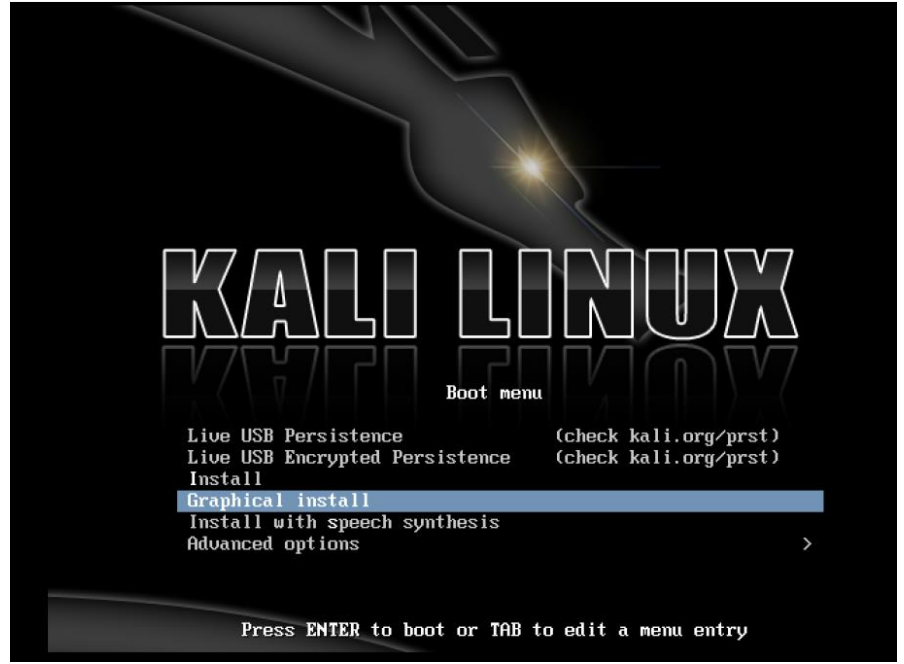 KALI LINUX
Boot menu
Live USB Persistence (check kali.org/prst)
Live USB Encrypted Persistence (check kali.org/prst)
Install
Graphical install
Install with speech synthesis
Advanced options >
Press ENTER to boot or TAB to edit a menu entry